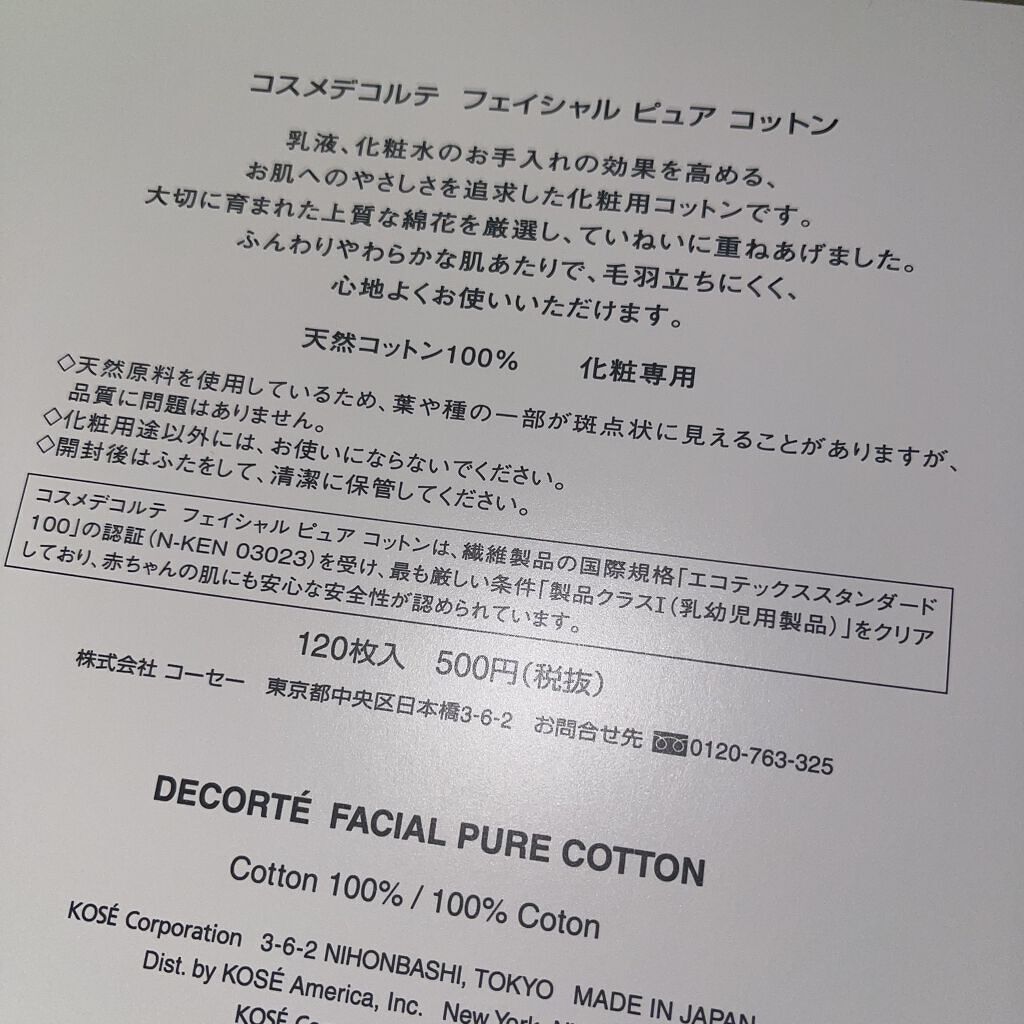 コスメデコルテ フェイシャル ピュア コットン
乳液、化粧水のお手入れの効果を高める、
お肌へのやさしさを追求した化粧用コットンです。
大切に育まれた上質な綿花を厳選し、ていねいに重ねあげました。
ふんわりやわらかな肌あたりで、毛羽立ちにくく、
心地よくお使いいただけます。
天然コットン100% 化粧専用
◇天然原料を使用しているため、葉や種の一部が斑点状に見えることがありますが、
品質に問題はありません。
◇化粧用途以外には、お使いにならないでください。
◇開封後はふたをして、清潔に保管してください。
コスメデコルテ フェイシャル ピュア コットンは、繊維製品の国際規格「エコテックススタンダード
100」の認証(N-KEN 03023)を受け、最も厳しい条件「製品クラスI(乳幼児用製品)」をクリア
しており、赤ちゃんの肌にも安心な安全性が認められています。
120枚入 500円(税抜)
株式会社 コーセー 東京都中央区日本橋3-6-2 お問合せ先 0120-763-325
DECORTÉ FACIAL PURE COTTON
Cotton 100% / 100% Coton
KOSÉ Corporation 3-6-2 NIHONBASHI, TOKYO MADE IN JAPAN
Dist. by KOSÉ America, Inc. New York
KOSÉ